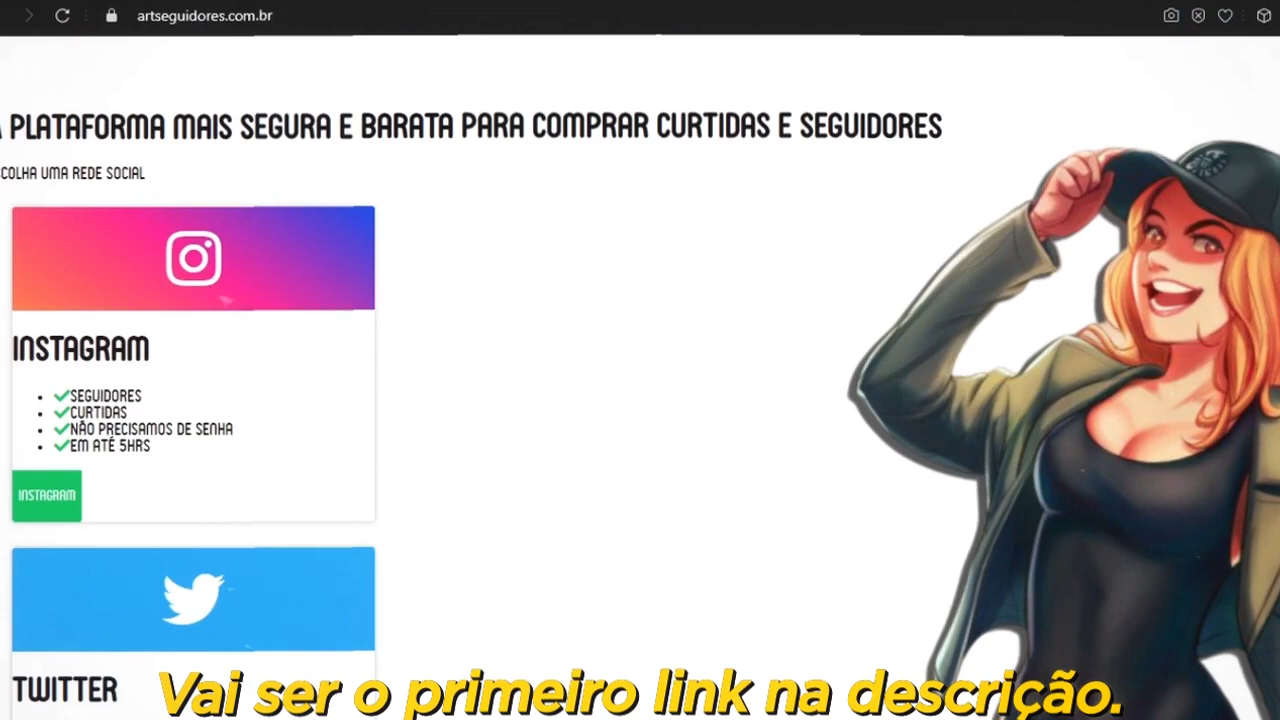 artseguidores.com.br
A PLATAFORMA MAIS SEGURA E BARATA PARA COMPRAR CURTIDAS E SEGUIDORES
SCOLHA UMA REDE SOCIAL
INSTAGRAM
SEGUIDORES
CURTIDAS
NÃO PRECISAMOS DE SENHA
EM ATÉ 5HRS
INSTAGRAM
TWITTER
Vai ser o primeiro link na descrição.